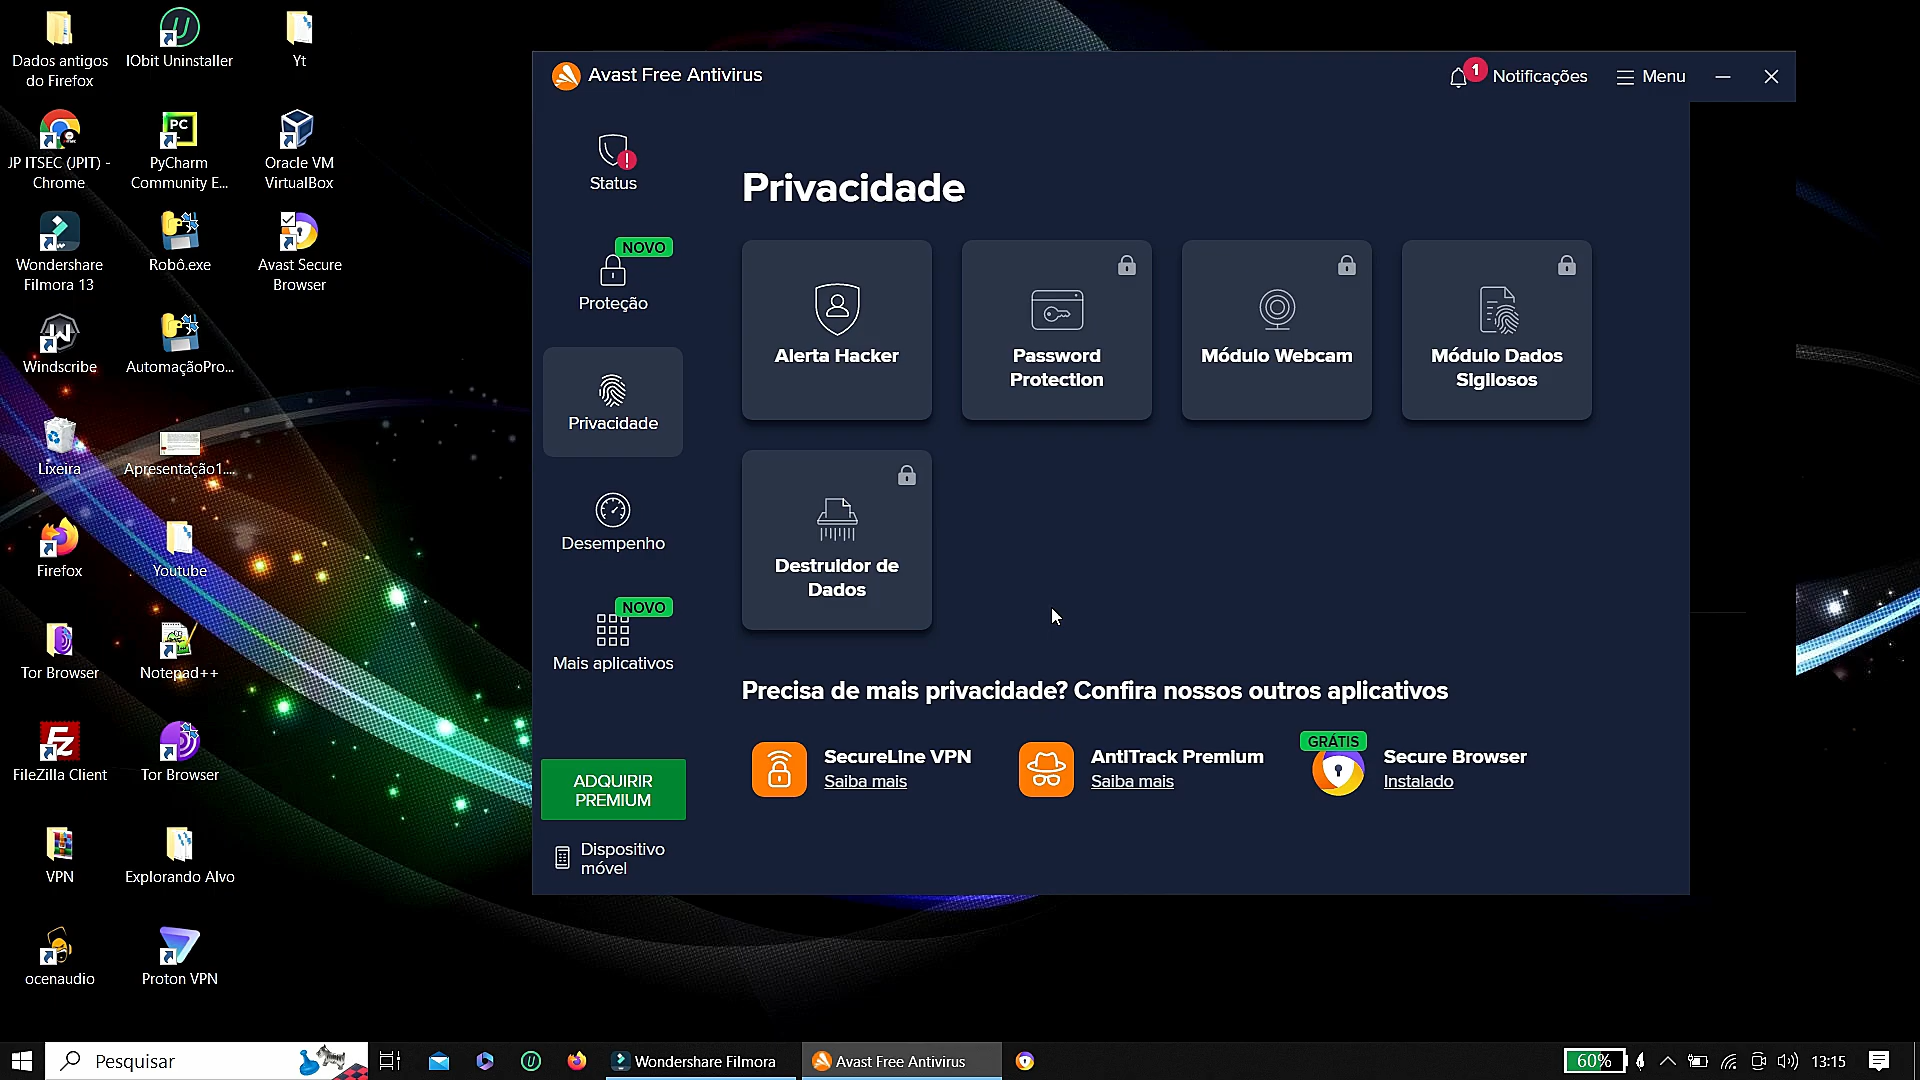 Dados antigos
do Firefox
IObit Uninstaller
Yt
JP ITSEC (JPIT) -
Chrome
PyCharm
Community E...
Oracle VM
VirtualBox
Wondershare
Filmora 13
Robô.exe
Avast Secure
Browser
Windscribe
AutomaçãoPro...
Lixeira
Apresentação1....
Firefox
Youtube
Tor Browser
Notepad++
FileZilla Client
Tor Browser
VPN
Explorando Alvo
ocenaudio
Proton VPN
Avast Free Antivirus
1
Notificações
Menu
Status
NOVO
Proteção
Privacidade
Desempenho
NOVO
Mais aplicativos
ADQUIRIR
PREMIUM
Dispositivo
móvel
Privacidade
Alerta Hacker
Password
Protection
Módulo Webcam
Módulo Dados
Sigilosos
Destruidor de
Dados
Precisa de mais privacidade? Confira nossos outros aplicativos
SecureLine VPN
Saiba mais
AntiTrack Premium
Saiba mais
GRÁTIS
Secure Browser
Instalado
Pesquisar
Wondershare Filmora
Avast Free Antivirus
60%
13:15